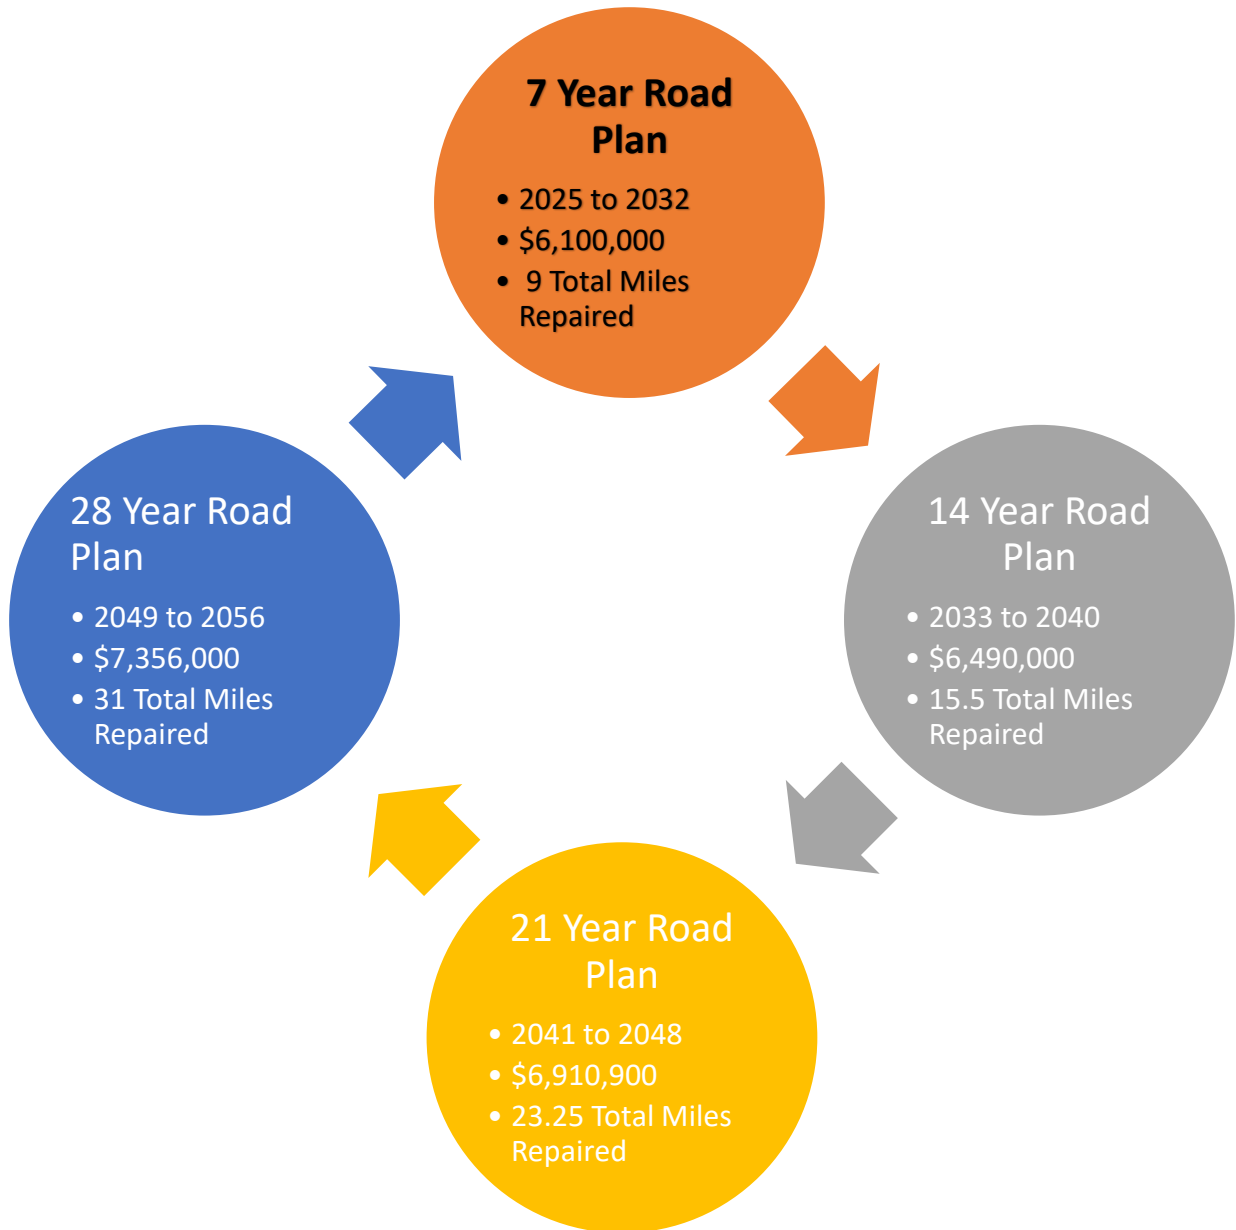 7 Year Road
Plan
• 2025 to 2032
• $6,100,000
• 9 Total Miles
Repaired
14 Year Road
Plan
• 2033 to 2040
• $6,490,000
• 15.5 Total Miles
Repaired
21 Year Road
Plan
• 2041 to 2048
• $6,910,900
• 23.25 Total Miles
Repaired
28 Year Road
Plan
• 2049 to 2056
• $7,356,000
• 31 Total Miles
Repaired